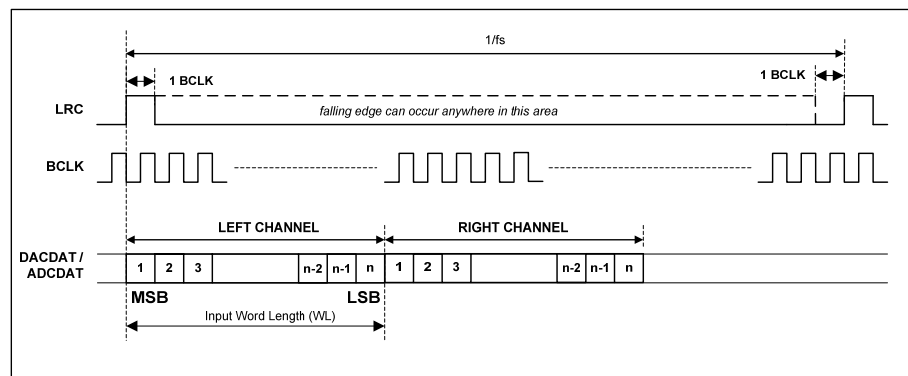 1/fs
1 BCLK
1 BCLK
LRC
falling edge can occur anywhere in this area
BCLK
LEFT CHANNEL
RIGHT CHANNEL
DACDAT /
ADCDAT
1 2 3 n-2 n-1 n 1 2 3 n-2 n-1 n
MSB
LSB
Input Word Length (WL)